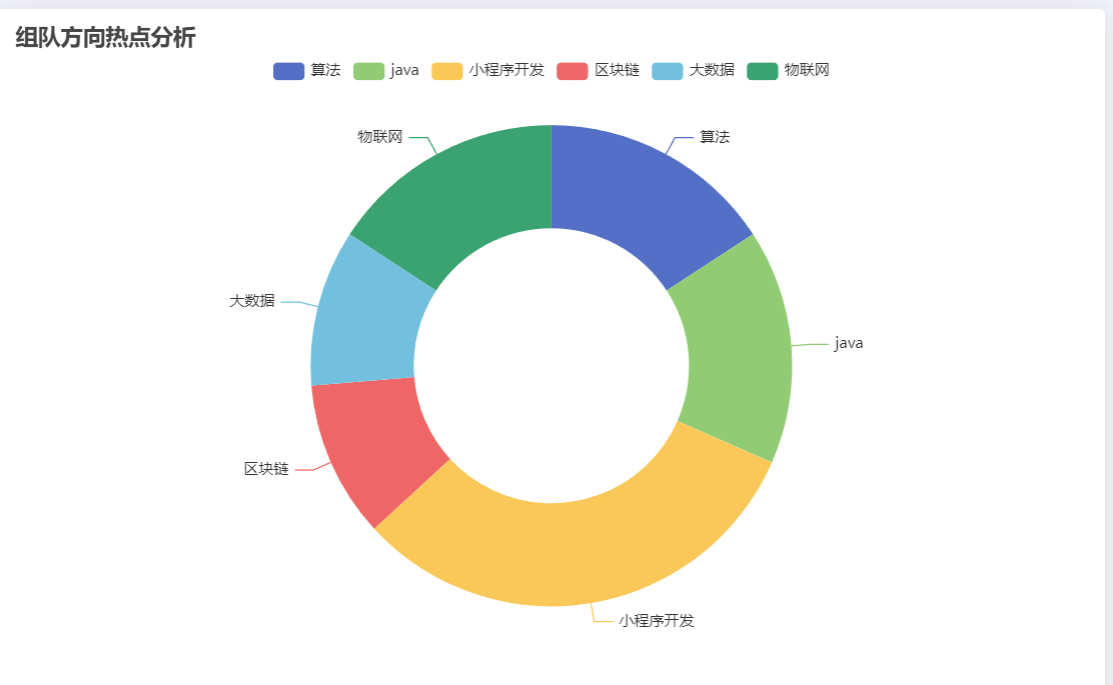 组队方向热点分析
算法 java 小程序开发 区块链 大数据 物联网
物联网 算法
大数据
java
区块链
小程序开发